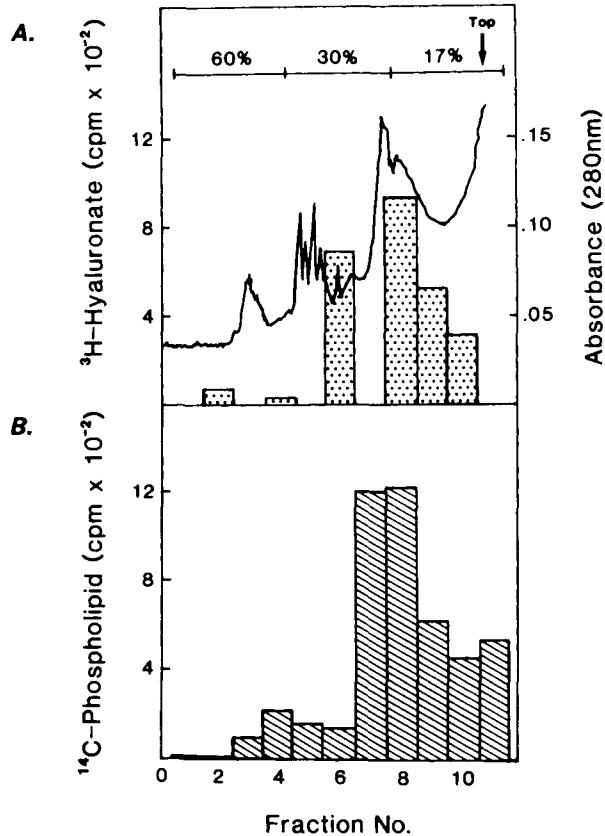 A.
Top
60% 30% 17%
³H-Hyaluronate (cpm x 10⁻²)
12
8
4
.15
.10
.05
Absorbance (280nm)
B.
¹⁴C-Phospholipid (cpm x 10⁻²)
12
8
4
0 2 4 6 8 10
Fraction No.